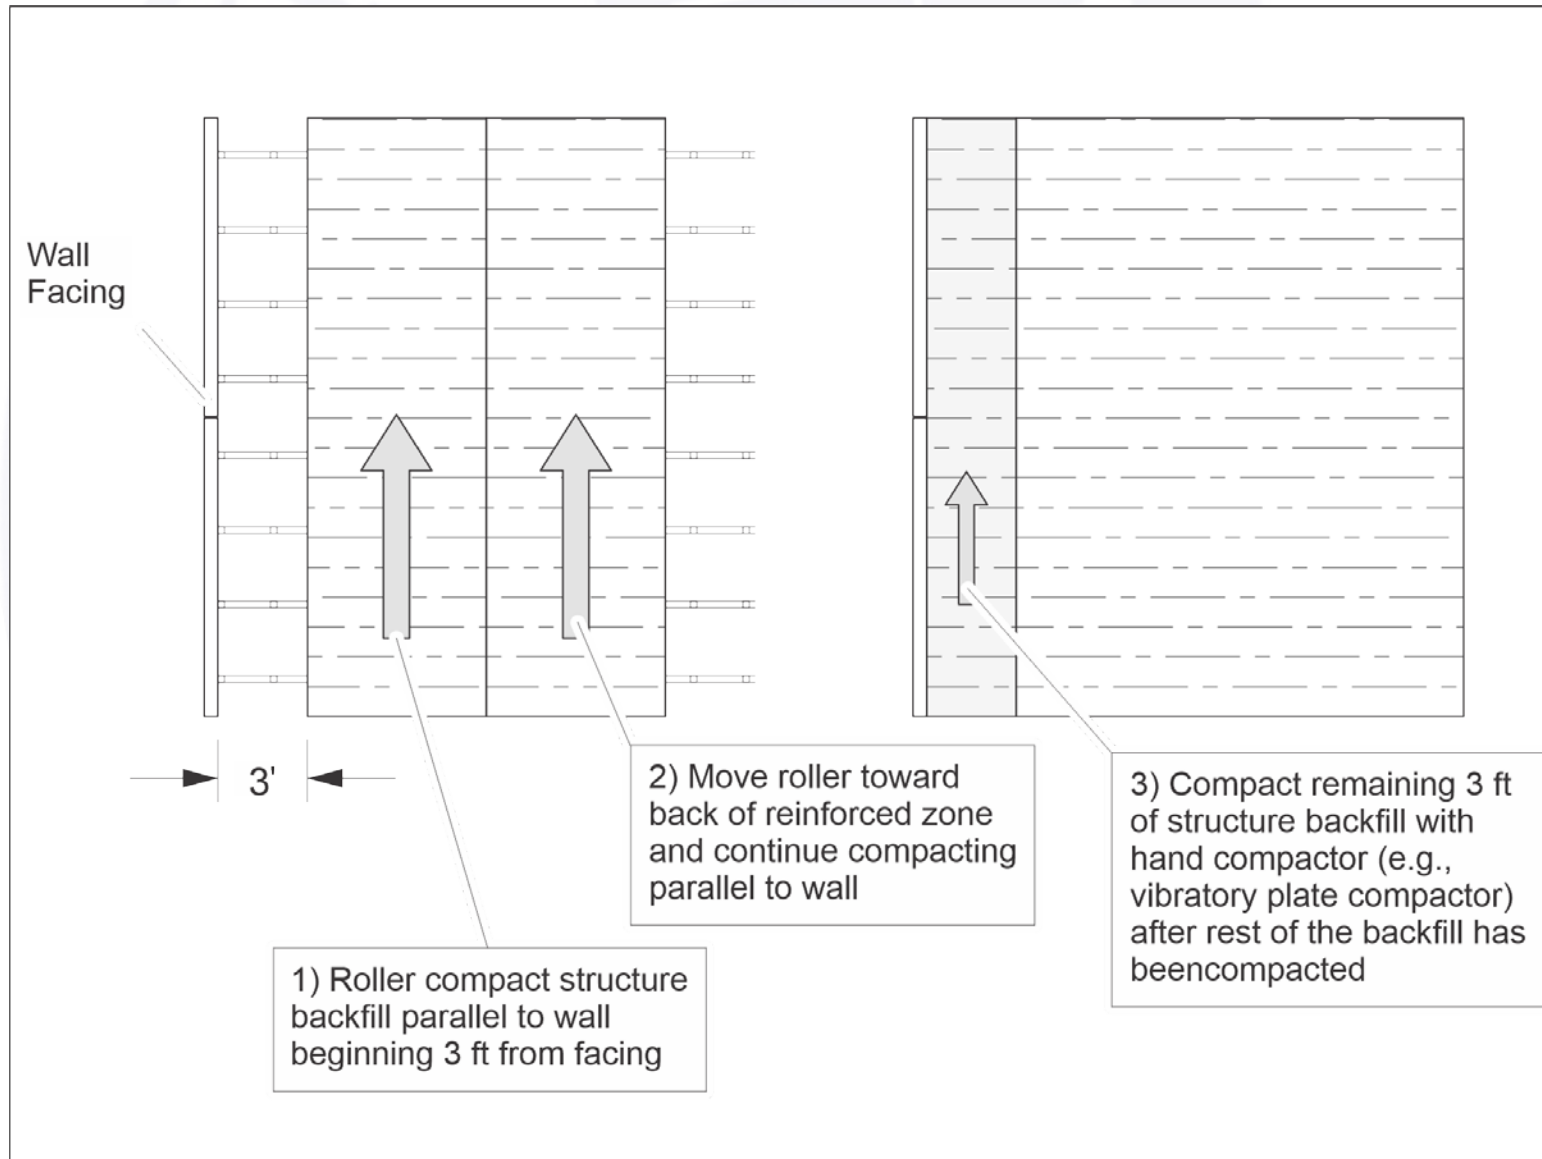 Wall
Facing
3'
1) Roller compact structure
backfill parallel to wall
beginning 3 ft from facing
2) Move roller toward
back of reinforced zone
and continue compacting
parallel to wall
3) Compact remaining 3 ft
of structure backfill with
hand compactor (e.g.,
vibratory plate compactor)
after rest of the backfill has
beencompacted